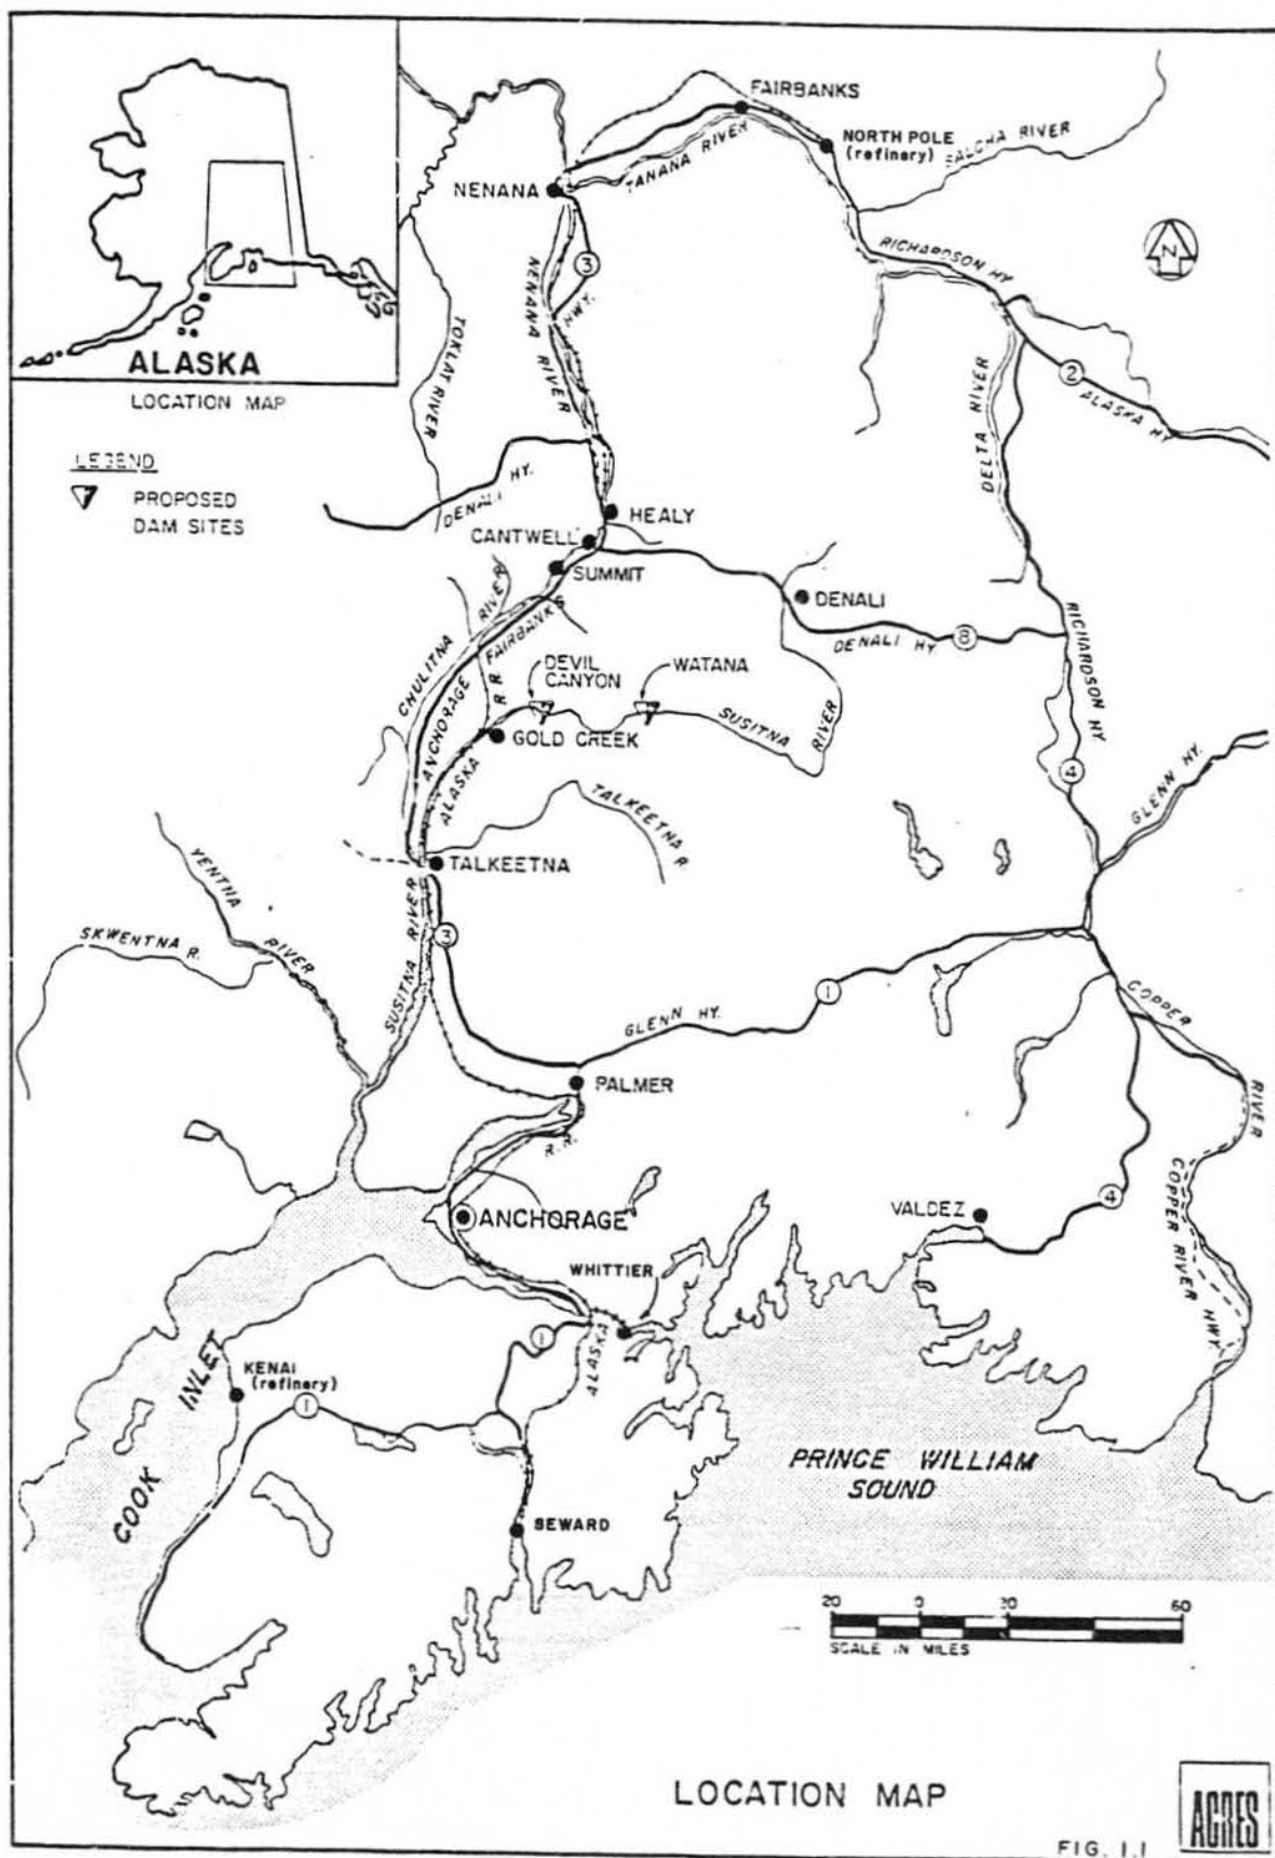 ALASKA
LOCATION MAP
LEGEND
PROPOSED
DAM SITES
FAIRBANKS
NORTH POLE
(refinery)
RIVER
TANANA RIVER
NENANA
N
RICHARDSON HY
3
HWY.
NENANA RIVER
TOKLAT RIVER
2
ALASKA HY
DELTA RIVER
DENALI HY.
HEALY
CANTWELL
SUMMIT
DENALI
DENALI HY
8
RICHARDSON HY
CHULITNA RIVER
ANCHORAGE FAIRBANKS
DEVIL
CANYON
WATANA
SUSITNA
RIVER
GOLD CREEK
ALASKA R R
4
GLENN HY.
TALKEETNA R.
TALKEETNA
YENTNA
RIVER
SKWENTNA R.
SUSITNA RIVER
3
1
GLENN HY.
COPPER
RIVER
PALMER
R.R.
COPPER RIVER HWY.
4
VALDEZ
ANCHORAGE
WHITTIER
1
ALASKA
KENAI
(refinery)
1
COOK INLET
PRINCE WILLIAM
SOUND
SEWARD
20 0 20 60
SCALE IN MILES
LOCATION MAP
ACRES
FIG. 1.1